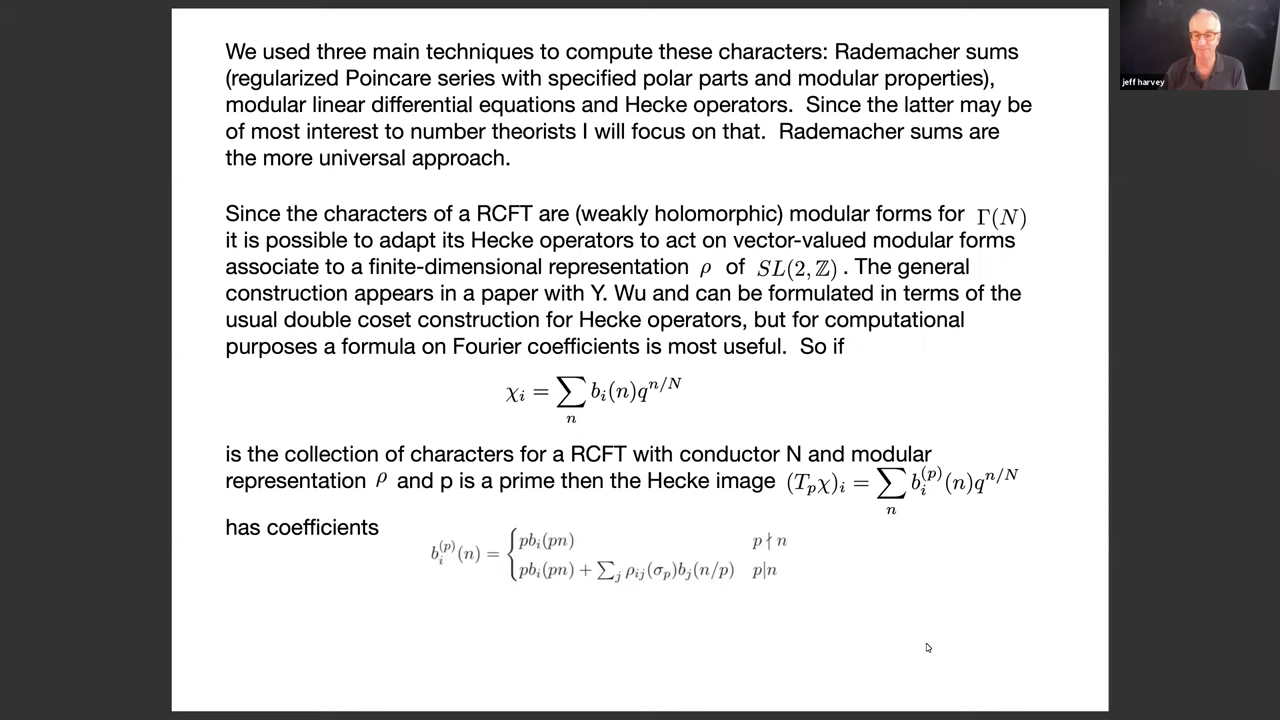 We used three main techniques to compute these characters: Rademacher sums
(regularized Poincare series with specified polar parts and modular properties),
modular linear differential equations and Hecke operators. Since the latter may be
of most interest to number theorists I will focus on that. Rademacher sums are
the more universal approach.
Since the characters of a RCFT are (weakly holomorphic) modular forms for Γ(N)
it is possible to adapt its Hecke operators to act on vector-valued modular forms
associate to a finite-dimensional representation ρ of SL(2, ℤ). The general
construction appears in a paper with Y. Wu and can be formulated in terms of the
usual double coset construction for Hecke operators, but for computational
purposes a formula on Fourier coefficients is most useful. So if
χ_i = ∑_n b_i(n)q^{n/N}
is the collection of characters for a RCFT with conductor N and modular
representation ρ and p is a prime then the Hecke image (T_pχ)_i = ∑_n b_i^{(p)}(n)q^{n/N}
has coefficients
b_i^{(p)}(n) = { pb_i(pn) p ∤ n
pb_i(pn) + ∑_j ρ_{ij}(σ_p)b_j(n/p) p|n
jeff harvey